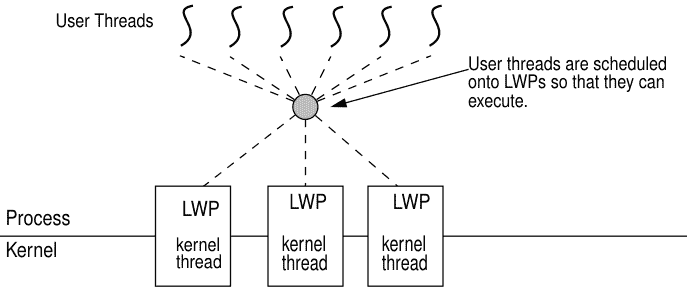 User Threads
User threads are scheduled
onto LWPs so that they can
execute.
LWP
LWP
LWP
Process
Kernel
kernel
thread
kernel
thread
kernel
thread